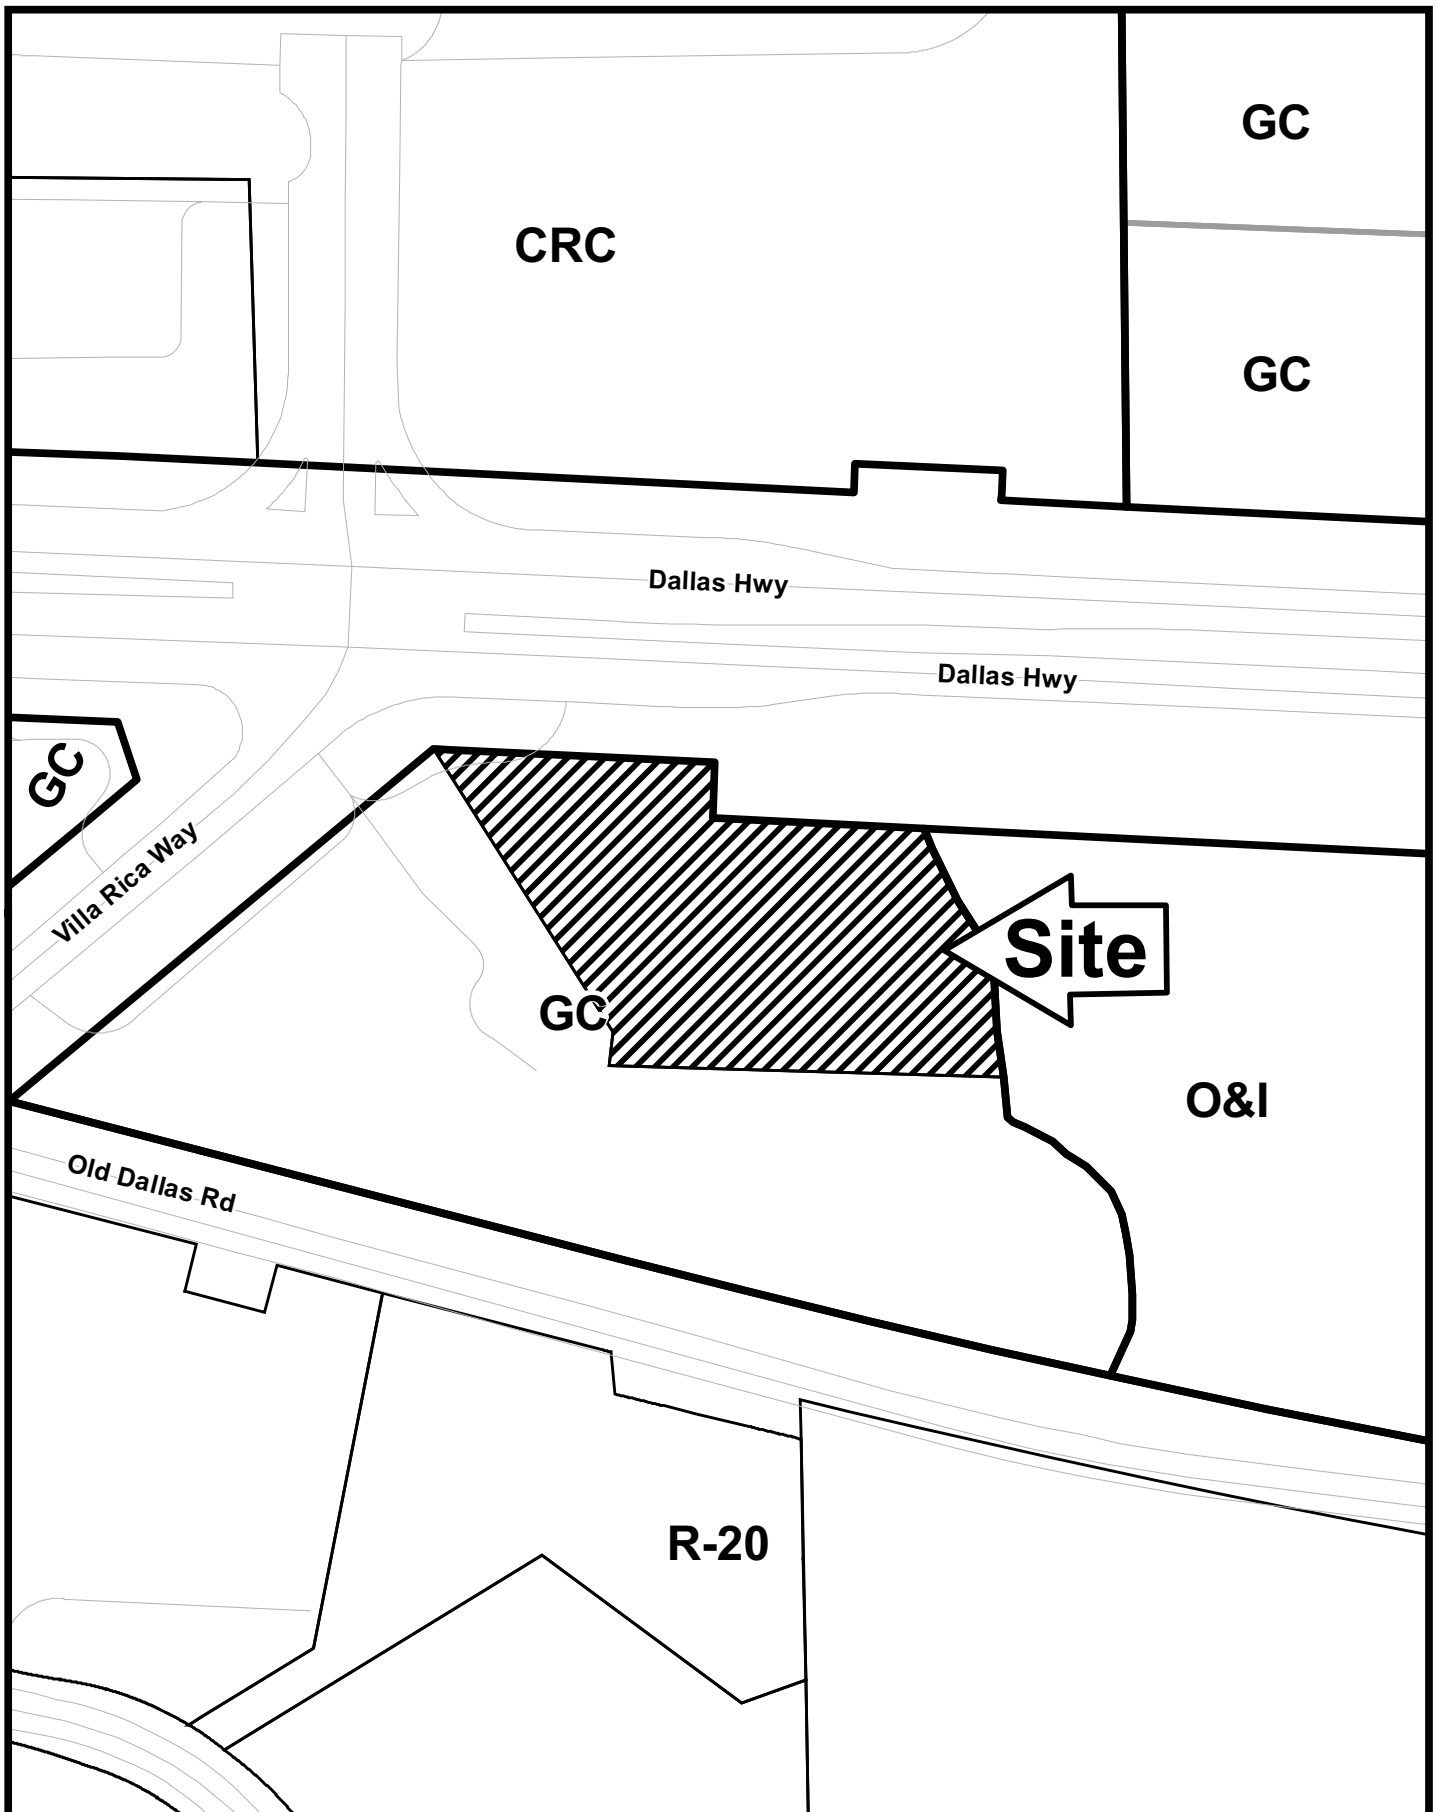 GC
CRC
GC
Dallas Hwy
Dallas Hwy
GC
Villa Rica Way
Site
GC
O&I
Old Dallas Rd
R-20